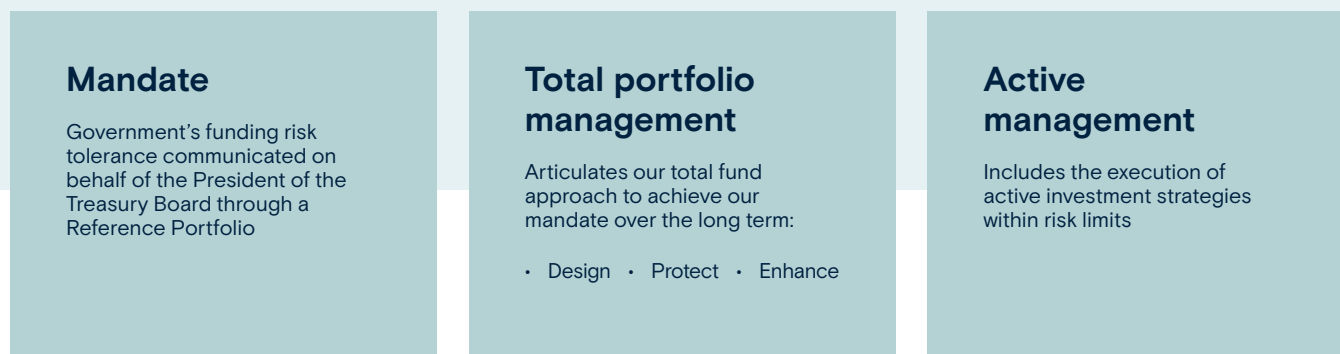 Mandate
Government’s funding risk
tolerance communicated on
behalf of the President of the
Treasury Board through a
Reference Portfolio
Total portfolio
management
Articulates our total fund
approach to achieve our
mandate over the long term:
• Design • Protect • Enhance
Active
management
Includes the execution of
active investment strategies
within risk limits